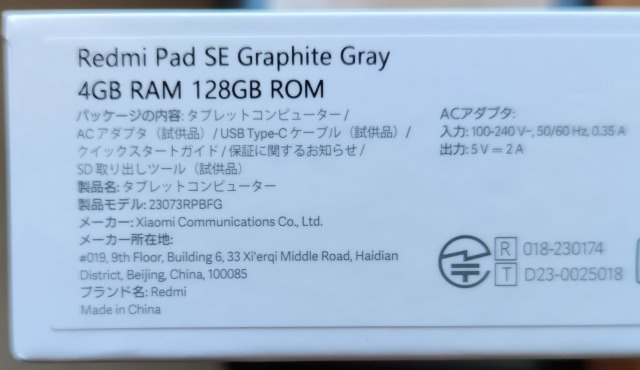 Redmi Pad SE Graphite Gray
4GB RAM 128GB ROM
パッケージの内容: タブレットコンピューター /
ACアダプタ（試供品）/ USB Type-C ケーブル（試供品）/
クイックスタートガイド / 保証に関するお知らせ /
SD取り出しツール（試供品）
製品名: タブレットコンピューター
製品モデル: 23073RPBFG
メーカー: Xiaomi Communications Co., Ltd.
メーカー所在地:
#019, 9th Floor, Building 6, 33 Xi'erqi Middle Road, Haidian
District, Beijing, China, 100085
ブランド名: Redmi
Made in China
ACアダプタ:
入力: 100-240 V~, 50/60 Hz, 0.35 A
出力: 5 V = 2 A
R 018-230174
T D23-0025018